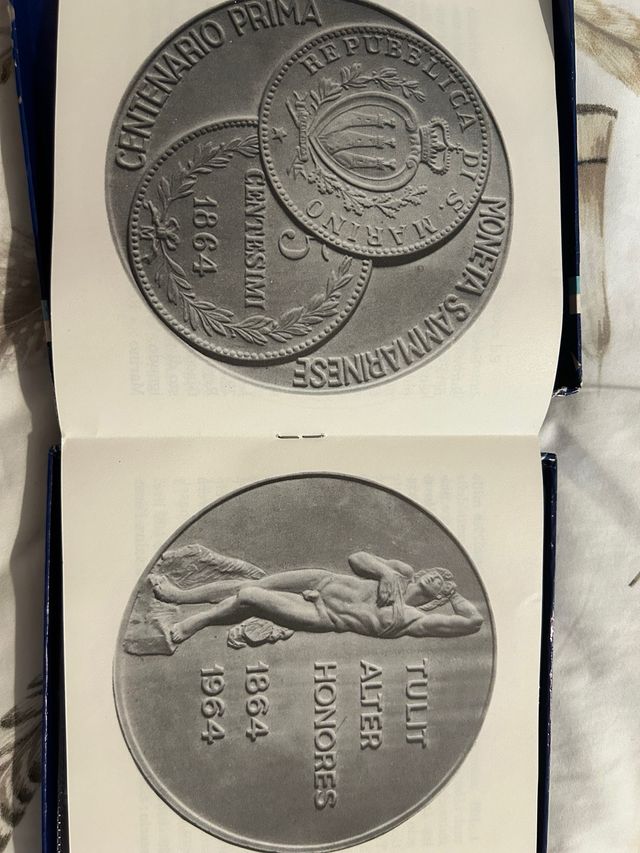 CENTENARIO PRIMA
MONETA SAMMARINESE
REPUBBLICA DI S. MARINO
5
CENTESIMI
1864
M
TULIT
ALTER
HONORES
1864
1964